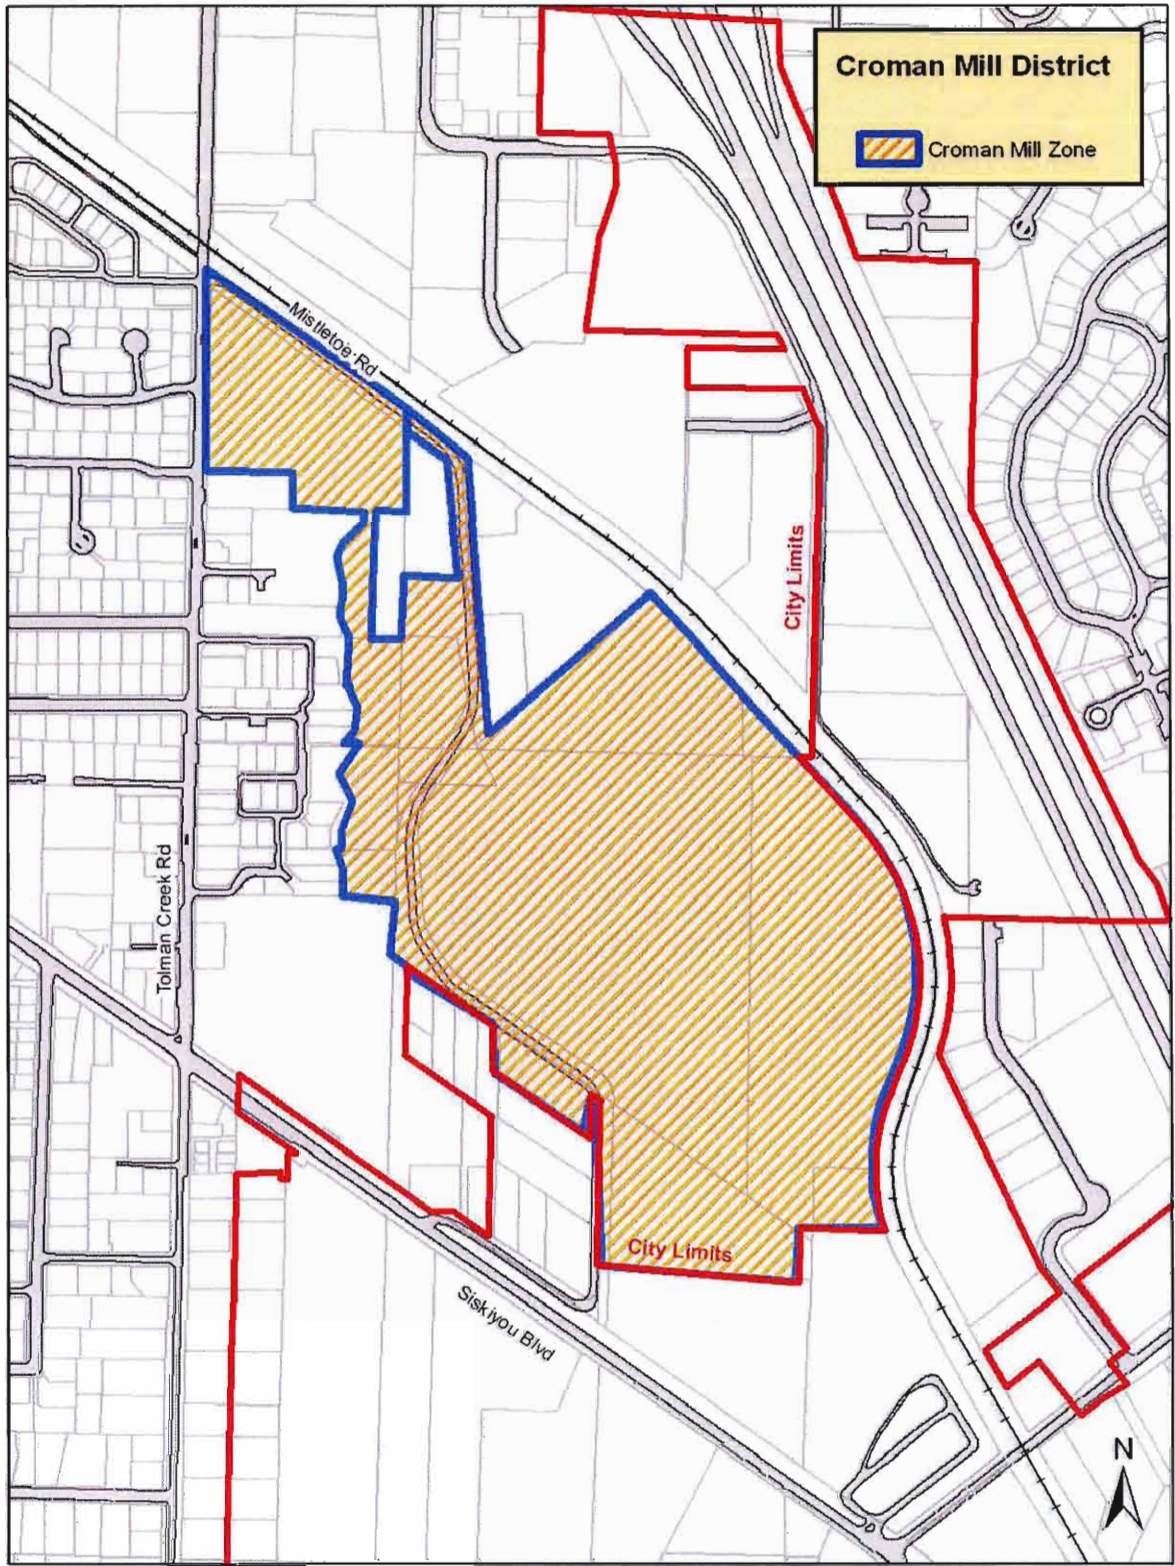 Croman Mill District
Croman Mill Zone
Mistletoe Rd
City Limits
Tolman Creek Rd
City Limits
Siskiyou Blvd
N